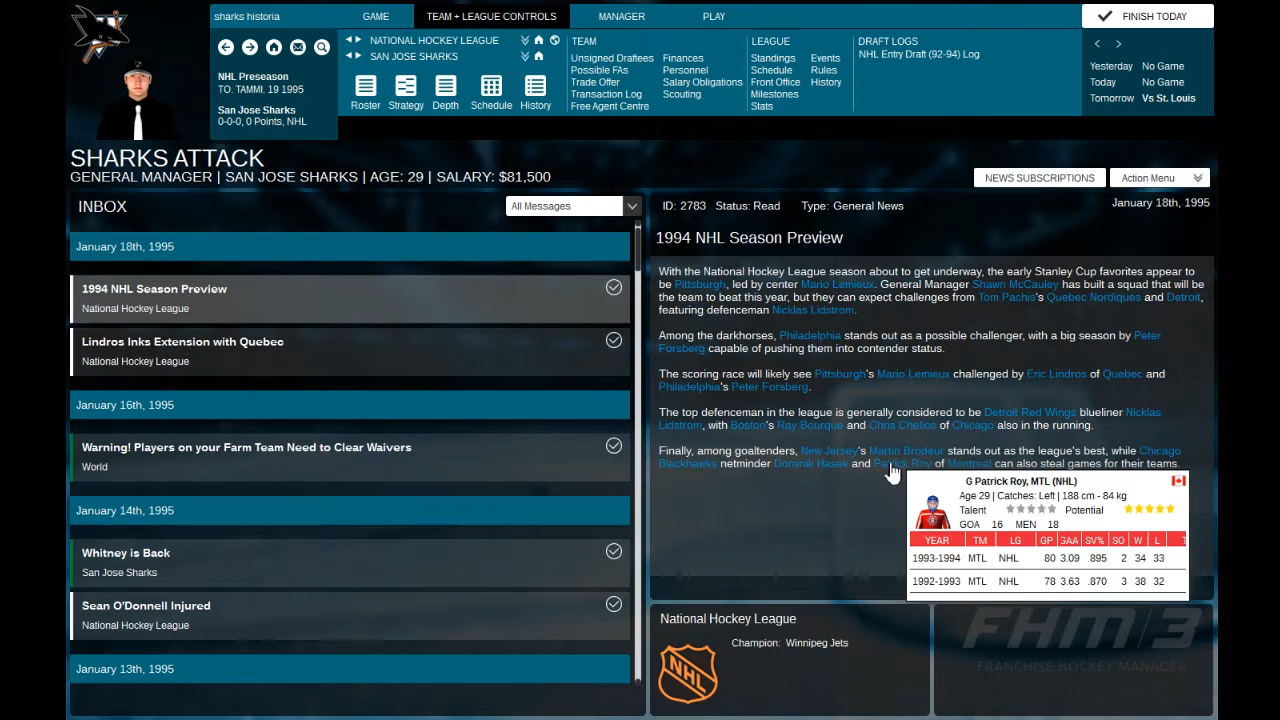 sharks historia
GAME
TEAM + LEAGUE CONTROLS
MANAGER
PLAY
FINISH TODAY
NHL Preseason
TO. TAMMI. 19 1995
San Jose Sharks
0-0-0, 0 Points, NHL
NATIONAL HOCKEY LEAGUE
SAN JOSE SHARKS
Roster
Strategy
Depth
Schedule
History
TEAM
Unsigned Draftees
Finances
Possible FAs
Personnel
Trade Offer
Salary Obligations
Transaction Log
Scouting
Free Agent Centre
LEAGUE
Standings
Events
Schedule
Rules
Front Office
History
Milestones
Stats
DRAFT LOGS
NHL Entry Draft (92-94) Log
Yesterday No Game
Today No Game
Tomorrow Vs St. Louis
SHARKS ATTACK
GENERAL MANAGER | SAN JOSE SHARKS | AGE: 29 | SALARY: $81,500
NEWS SUBSCRIPTIONS
Action Menu
INBOX
All Messages
January 18th, 1995
1994 NHL Season Preview
National Hockey League
Lindros Inks Extension with Quebec
National Hockey League
January 16th, 1995
Warning! Players on your Farm Team Need to Clear Waivers
World
January 14th, 1995
Whitney is Back
San Jose Sharks
Sean O'Donnell Injured
National Hockey League
January 13th, 1995
ID: 2783 Status: Read Type: General News
January 18th, 1995
1994 NHL Season Preview
With the National Hockey League season about to get underway, the early Stanley Cup favorites appear to
be Pittsburgh, led by center Mario Lemieux. General Manager Shawn McCauley has built a squad that will be
the team to beat this year, but they can expect challenges from Tom Pachis's Quebec Nordiques and Detroit,
featuring defenceman Nicklas Lidstrom.
Among the darkhorses, Philadelphia stands out as a possible challenger, with a big season by Peter
Forsberg capable of pushing them into contender status.
The scoring race will likely see Pittsburgh's Mario Lemieux challenged by Eric Lindros of Quebec and
Philadelphia's Peter Forsberg.
The top defenceman in the league is generally considered to be Detroit Red Wings blueliner Nicklas
Lidstrom, with Boston's Ray Bourque and Chris Chelios of Chicago also in the running.
Finally, among goaltenders, New Jersey's Martin Brodeur stands out as the league's best, while Chicago
Blackhawks netminder Dominik Hasek and Patrick Roy of Montreal can also steal games for their teams.
G Patrick Roy, MTL (NHL)
Age 29 | Catches: Left | 188 cm - 84 kg
Talent Potential
GOA 16 MEN 18
YEAR TM LG GP GAA SV% SO W L T
1993-1994 MTL NHL 80 3.09 .895 2 34 33
1992-1993 MTL NHL 78 3.63 .870 3 38 32
National Hockey League
Champion: Winnipeg Jets
NHL
FHM/3
FRANCHISE HOCKEY MANAGER